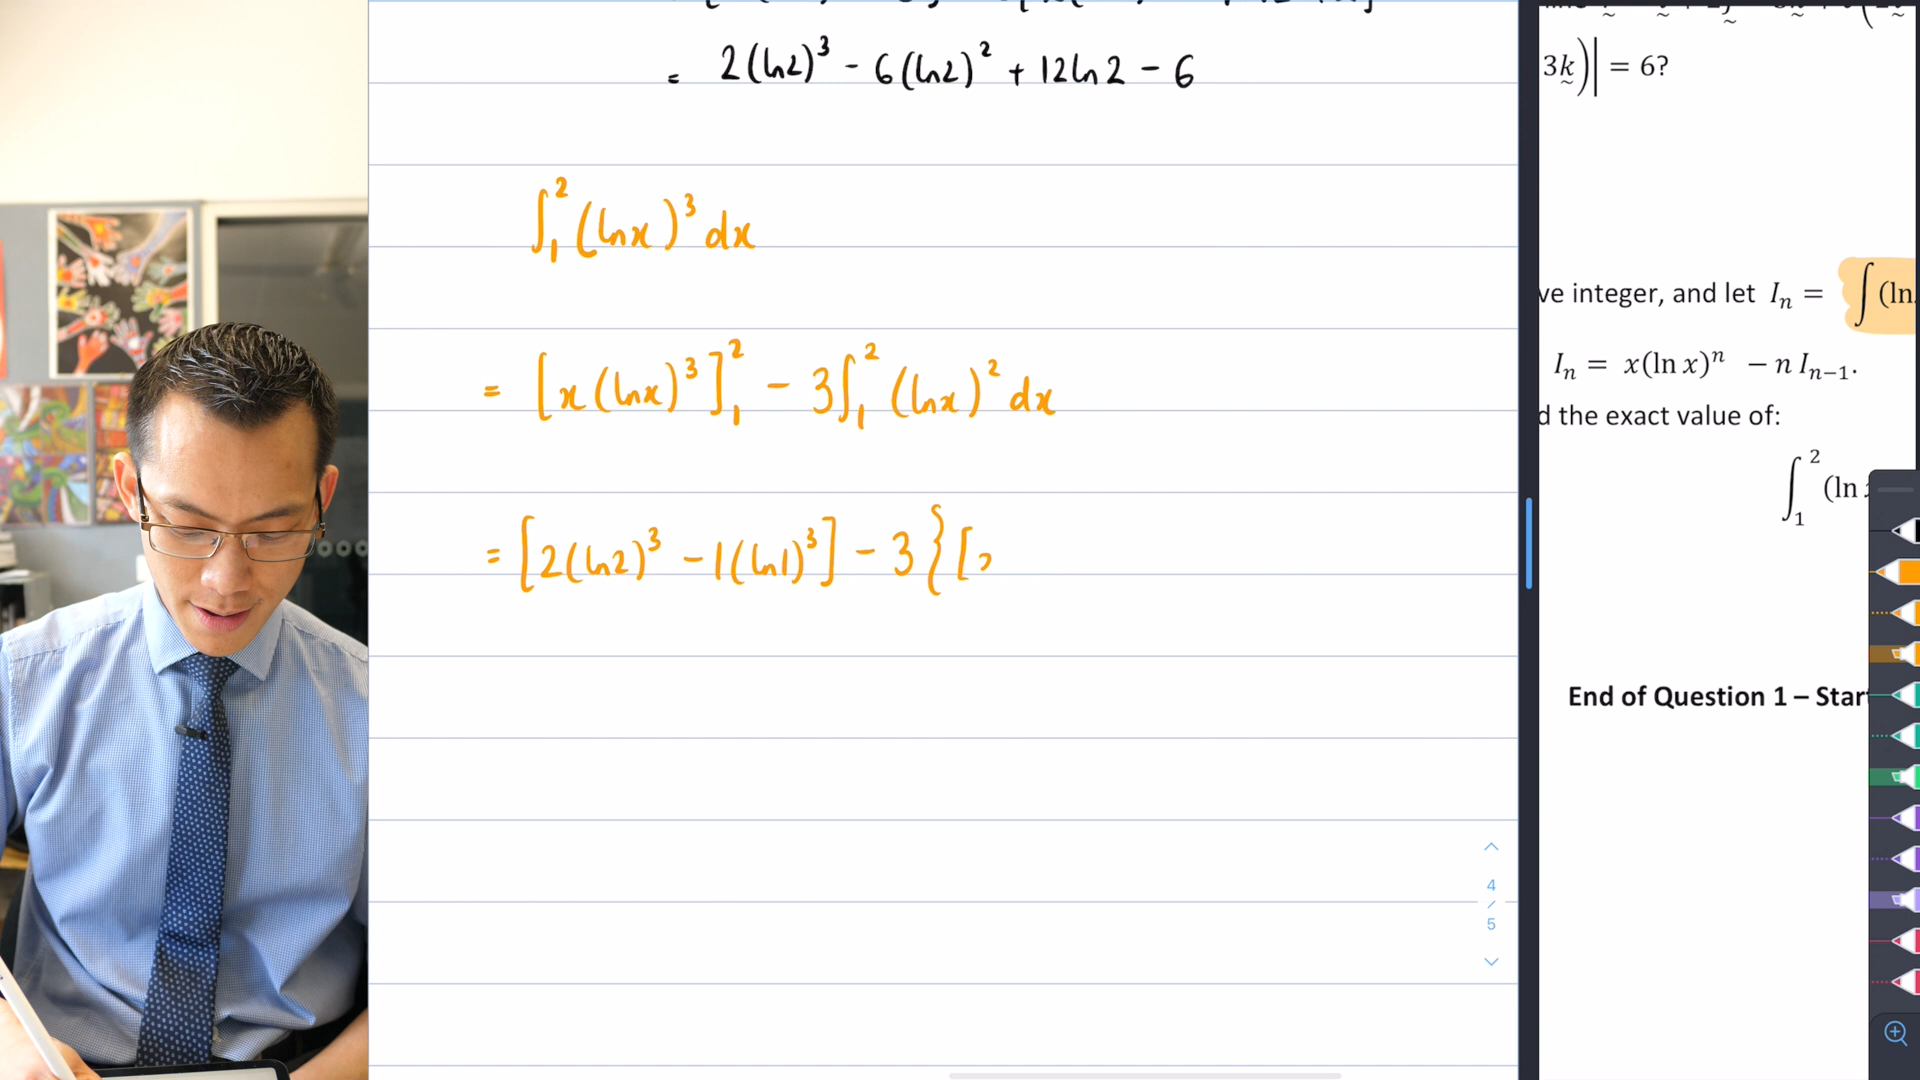 = 2(ln2)³ - 6(ln2)² + 12ln2 - 6
∫₁² (lnx)³ dx
= [x(lnx)³]₁² - 3∫₁² (lnx)² dx
= [2(ln2)³ - 1(ln1)³] - 3{[
4
/
5
3k)| = 6?
ve integer, and let Iₙ = ∫(ln
Iₙ = x(ln x)ⁿ - n Iₙ₋₁.
d the exact value of:
∫₁² (ln
End of Question 1 – Star